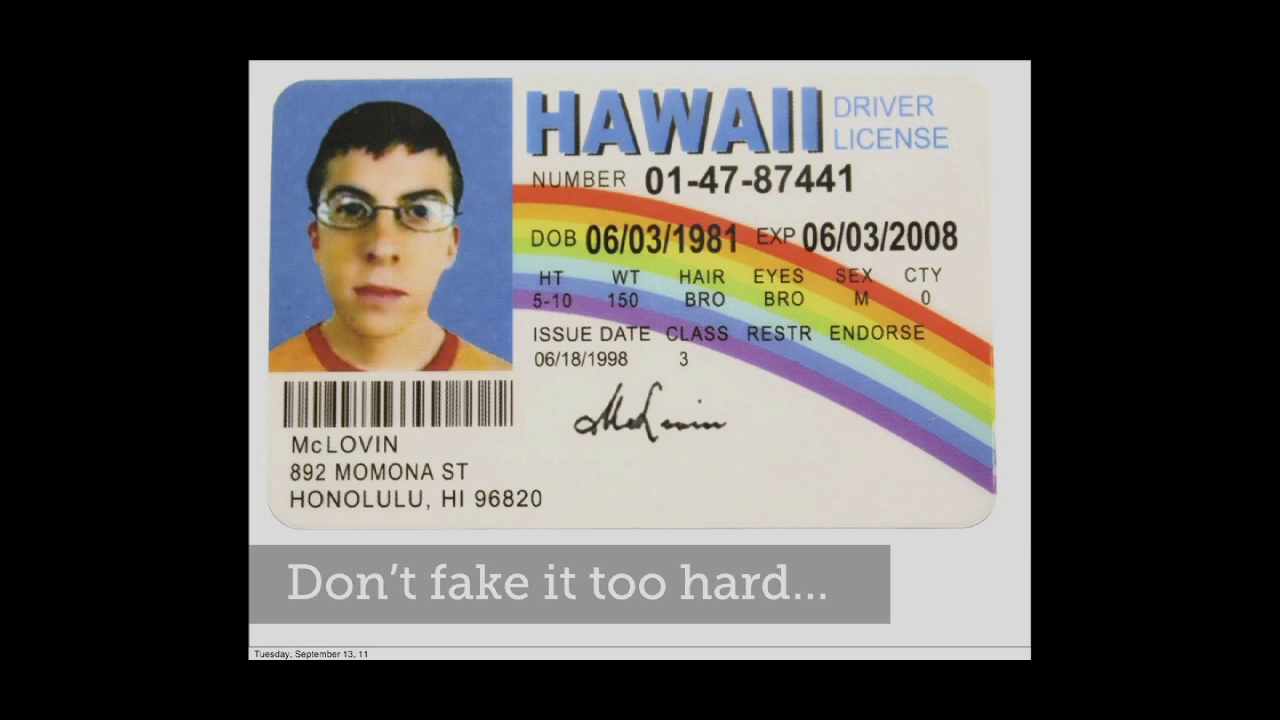 HAWAII DRIVER LICENSE
NUMBER 01-47-87441
DOB 06/03/1981 EXP 06/03/2008
HT WT HAIR EYES SEX CTY
5-10 150 BRO BRO M 0
ISSUE DATE CLASS RESTR ENDORSE
06/18/1998 3
McLovin
McLOVIN
892 MOMONA ST
HONOLULU, HI 96820
Don't fake it too hard...
Tuesday, September 13, 11